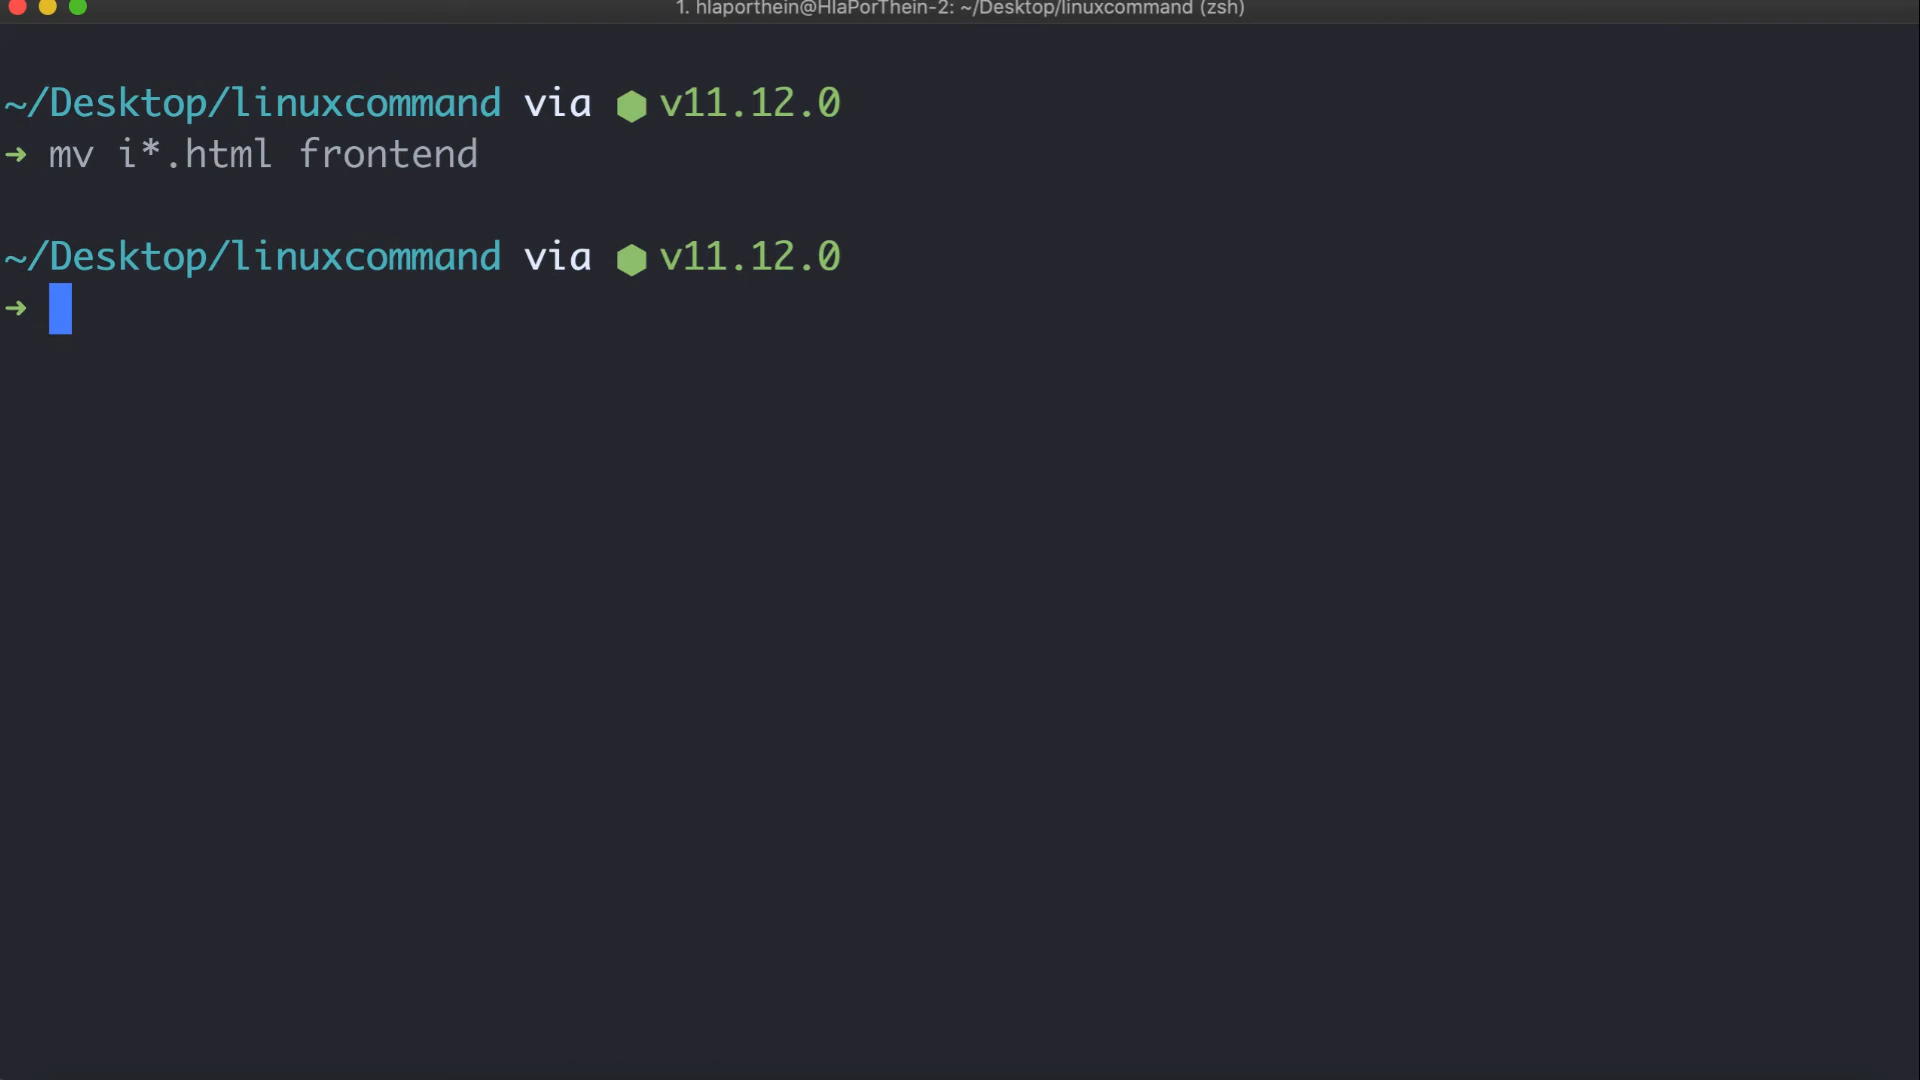 1. hlaporthein@HlaPorThein-2: ~/Desktop/linuxcommand (zsh)
~/Desktop/linuxcommand via ⬢ v11.12.0
➜ mv i*.html frontend
~/Desktop/linuxcommand via ⬢ v11.12.0
➜